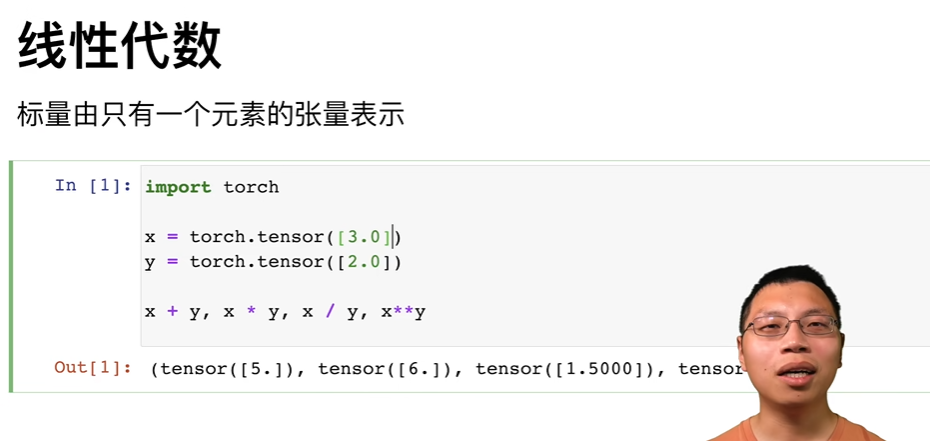 线性代数
标量由只有一个元素的张量表示
In [1]: import torch
x = torch.tensor([3.0])
y = torch.tensor([2.0])
x + y, x * y, x / y, x**y
Out[1]: (tensor([5.]), tensor([6.]), tensor([1.5000]), tensor